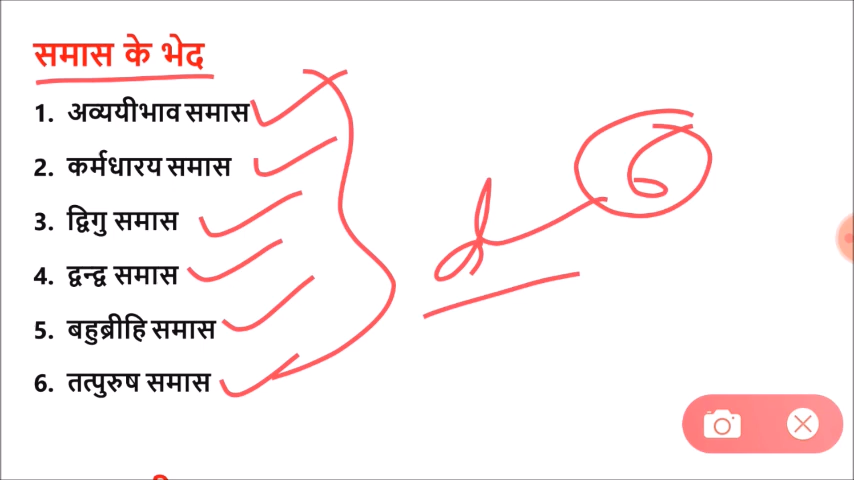 समास के भेद
1. अव्ययीभाव समास
2. कर्मधारय समास
3. द्विगु समास
4. द्वन्द्व समास
5. बहुब्रीहि समास
6. तत्पुरुष समास
6